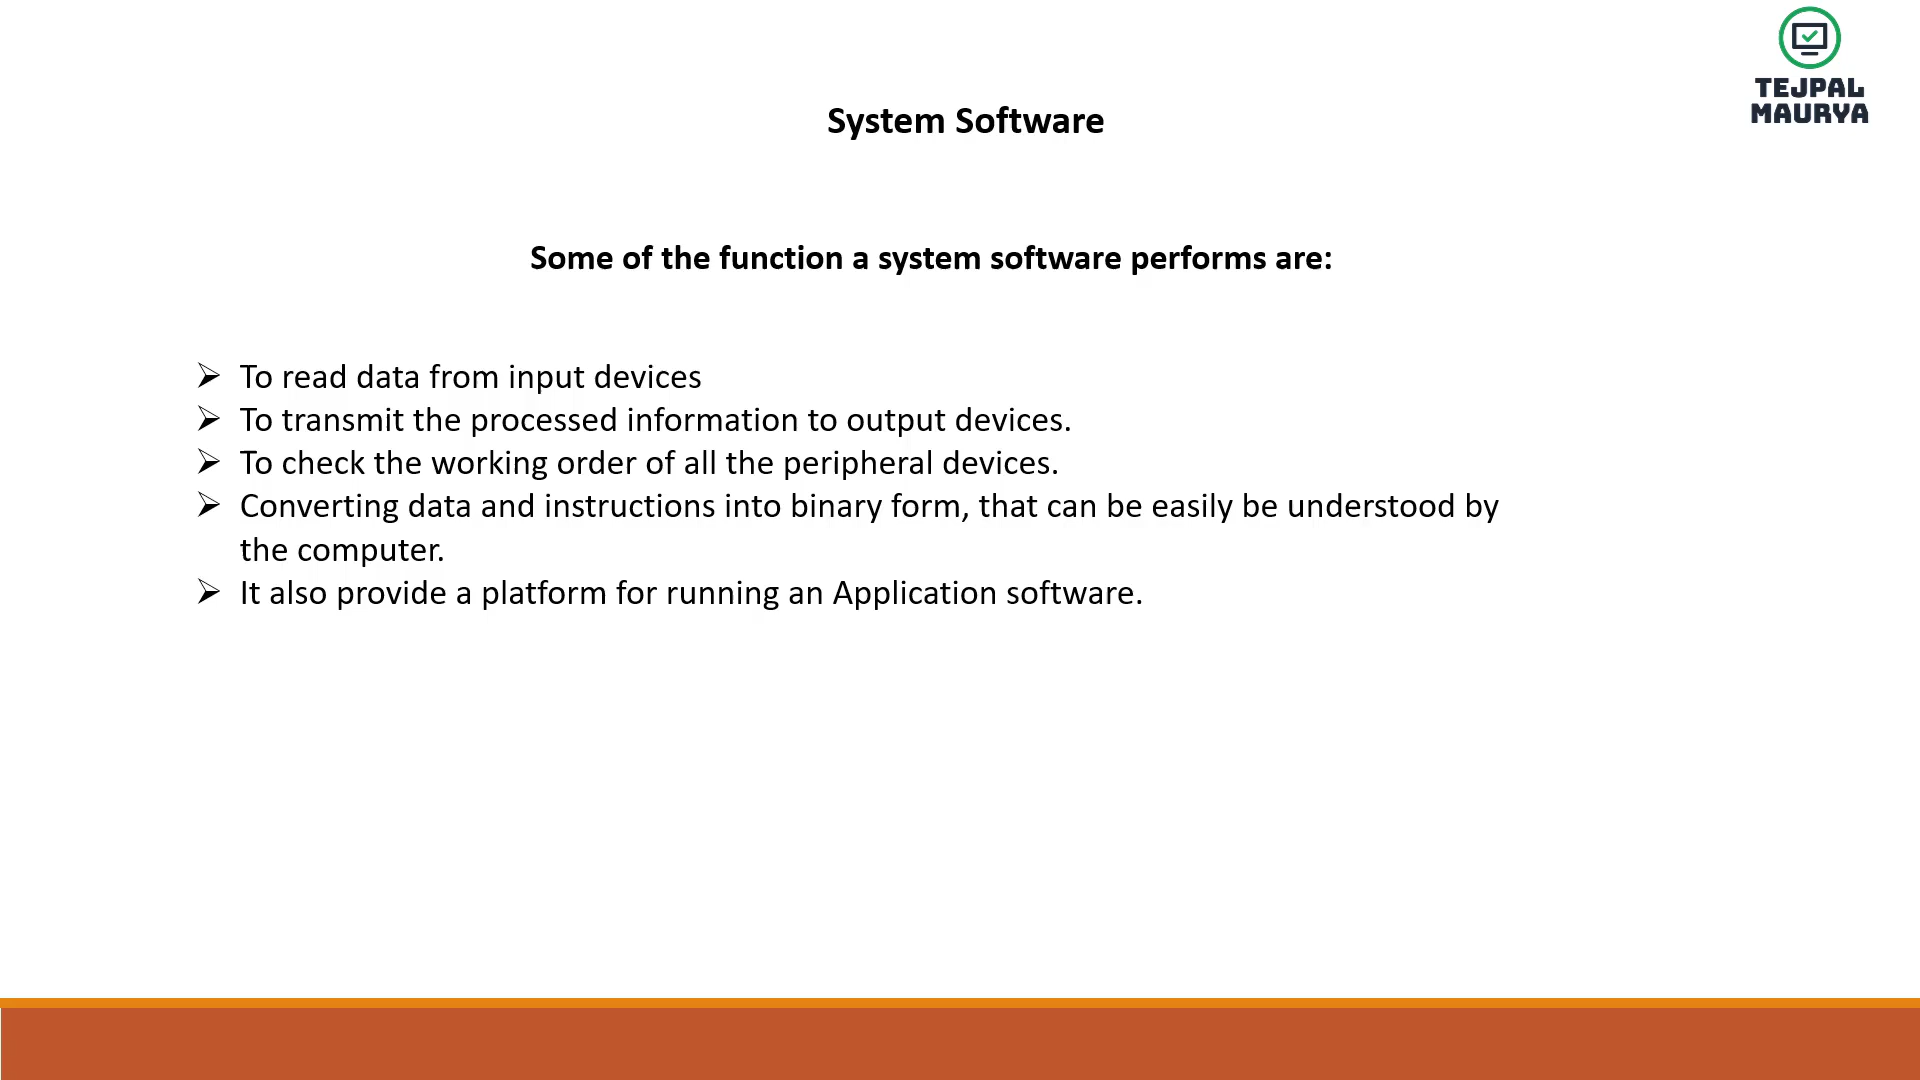 TEJPAL
MAURYA
System Software
Some of the function a system software performs are:
➢ To read data from input devices
➢ To transmit the processed information to output devices.
➢ To check the working order of all the peripheral devices.
➢ Converting data and instructions into binary form, that can be easily be understood by
the computer.
➢ It also provide a platform for running an Application software.